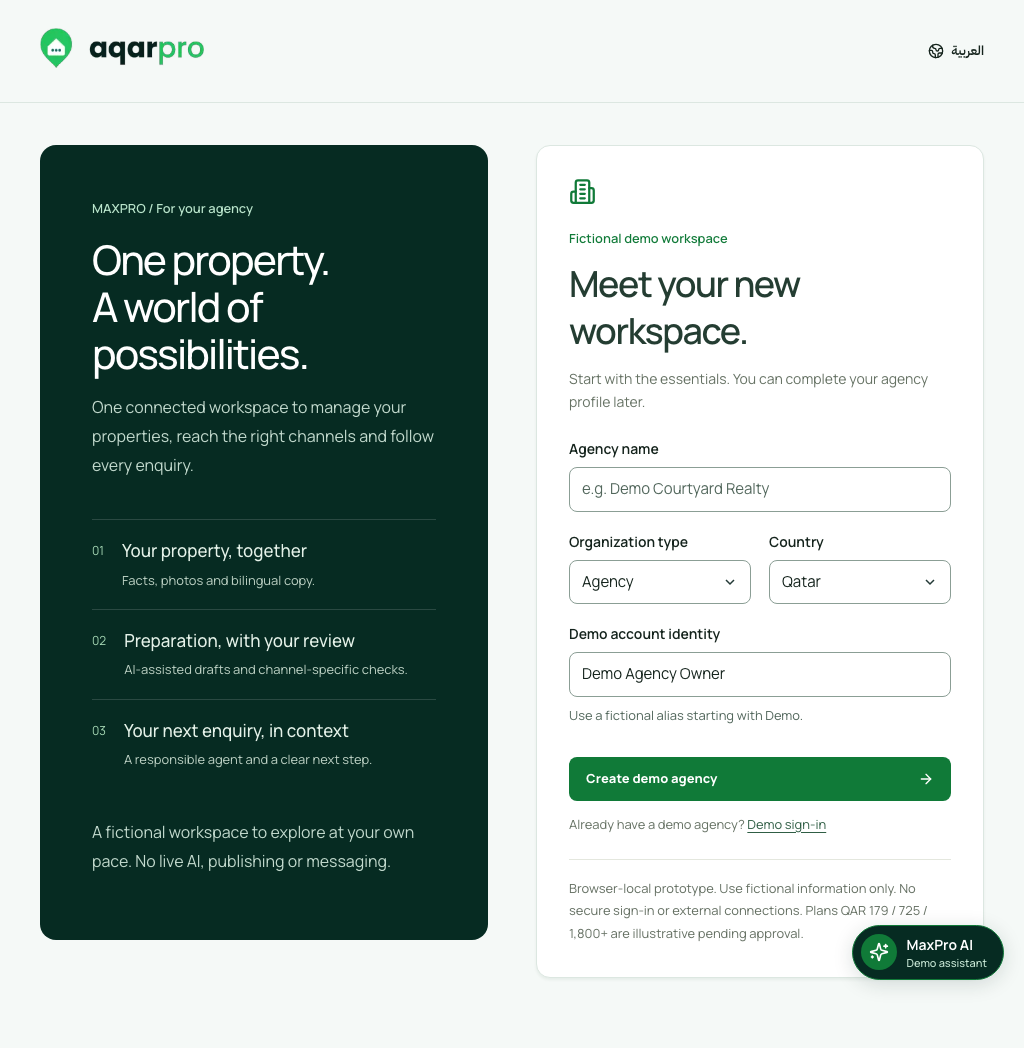 aqarpro
العربية
MAXPRO / For your agency
One property.
A world of
possibilities.
One connected workspace to manage your
properties, reach the right channels and follow
every enquiry.
01 Your property, together
Facts, photos and bilingual copy.
02 Preparation, with your review
AI-assisted drafts and channel-specific checks.
03 Your next enquiry, in context
A responsible agent and a clear next step.
A fictional workspace to explore at your own
pace. No live AI, publishing or messaging.
Fictional demo workspace
Meet your new
workspace.
Start with the essentials. You can complete your agency
profile later.
Agency name
e.g. Demo Courtyard Realty
Organization type Country
Agency Qatar
Demo account identity
Demo Agency Owner
Use a fictional alias starting with Demo.
Create demo agency
Already have a demo agency? Demo sign-in
Browser-local prototype. Use fictional information only. No
secure sign-in or external connections. Plans QAR 179 / 725 /
1,800+ are illustrative pending approval.
MaxPro AI
Demo assistant